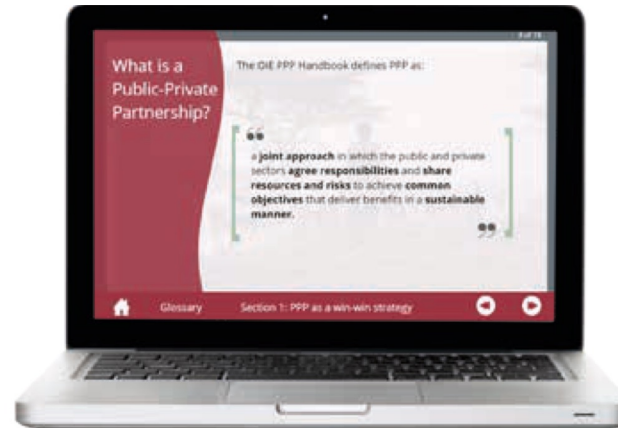 What is a
Public-Private
Partnership?
The OIE PPP Handbook defines PPP as:
“
a joint approach in which the public and private
sectors agree responsibilities and share
resources and risks to achieve common
objectives that deliver benefits in a sustainable
manner.
”
Glossary
Section 1: PPP as a win-win strategy